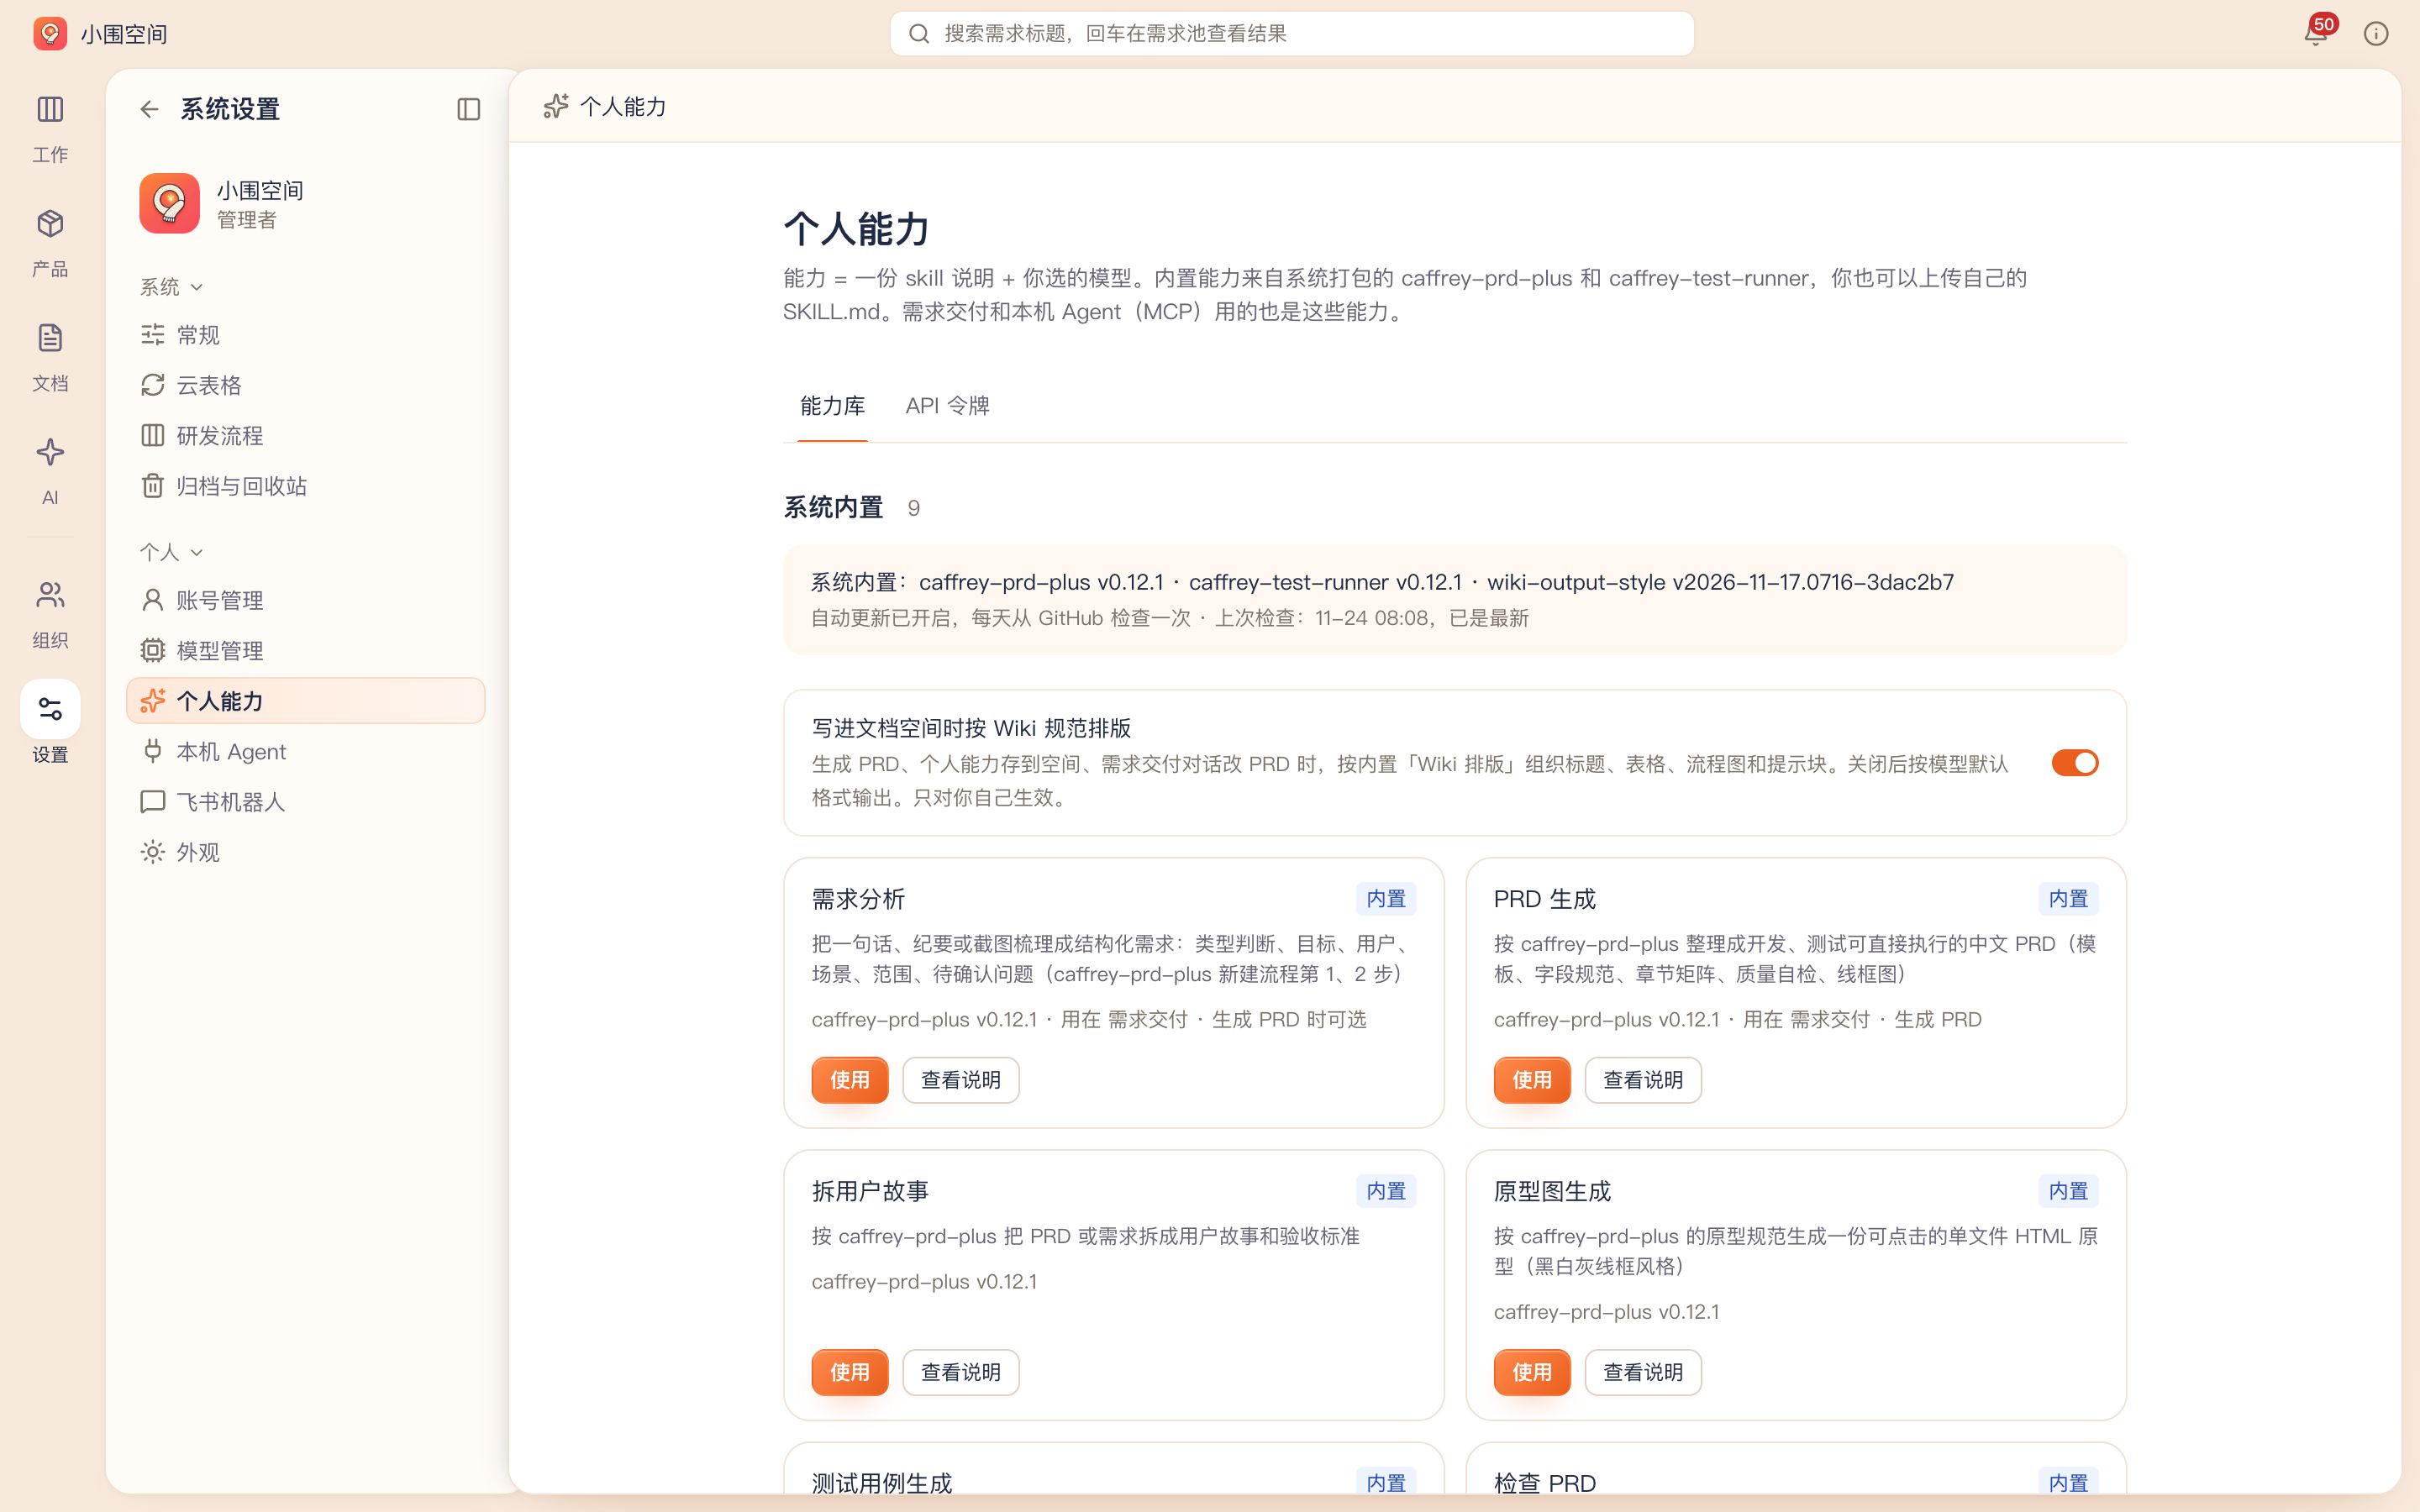 小围空间
搜索需求标题，回车在需求池查看结果
50
工作
产品
文档
AI
组织
设置
系统设置
小围空间
管理者
系统
常规
云表格
研发流程
归档与回收站
个人
账号管理
模型管理
个人能力
本机 Agent
飞书机器人
外观
个人能力
个人能力
能力 = 一份 skill 说明 + 你选的模型。内置能力来自系统打包的 caffrey-prd-plus 和 caffrey-test-runner，你也可以上传自己的
SKILL.md。需求交付和本机 Agent（MCP）用的也是这些能力。
能力库 API 令牌
系统内置 9
系统内置：caffrey-prd-plus v0.12.1 · caffrey-test-runner v0.12.1 · wiki-output-style v2026-11-17.0716-3dac2b7
自动更新已开启，每天从 GitHub 检查一次 · 上次检查：11-24 08:08，已是最新
写进文档空间时按 Wiki 规范排版
生成 PRD、个人能力存到空间、需求交付对话改 PRD 时，按内置「Wiki 排版」组织标题、表格、流程图和提示块。关闭后按模型默认
格式输出。只对你自己生效。
需求分析 内置
把一句话、纪要或截图梳理成结构化需求：类型判断、目标、用户、
场景、范围、待确认问题（caffrey-prd-plus 新建流程第 1、2 步）
caffrey-prd-plus v0.12.1 · 用在 需求交付 · 生成 PRD 时可选
使用 查看说明
PRD 生成 内置
按 caffrey-prd-plus 整理成开发、测试可直接执行的中文 PRD（模
板、字段规范、章节矩阵、质量自检、线框图）
caffrey-prd-plus v0.12.1 · 用在 需求交付 · 生成 PRD
使用 查看说明
拆用户故事 内置
按 caffrey-prd-plus 把 PRD 或需求拆成用户故事和验收标准
caffrey-prd-plus v0.12.1
使用 查看说明
原型图生成 内置
按 caffrey-prd-plus 的原型规范生成一份可点击的单文件 HTML 原
型（黑白灰线框风格）
caffrey-prd-plus v0.12.1
使用 查看说明
测试用例生成 内置
检查 PRD 内置